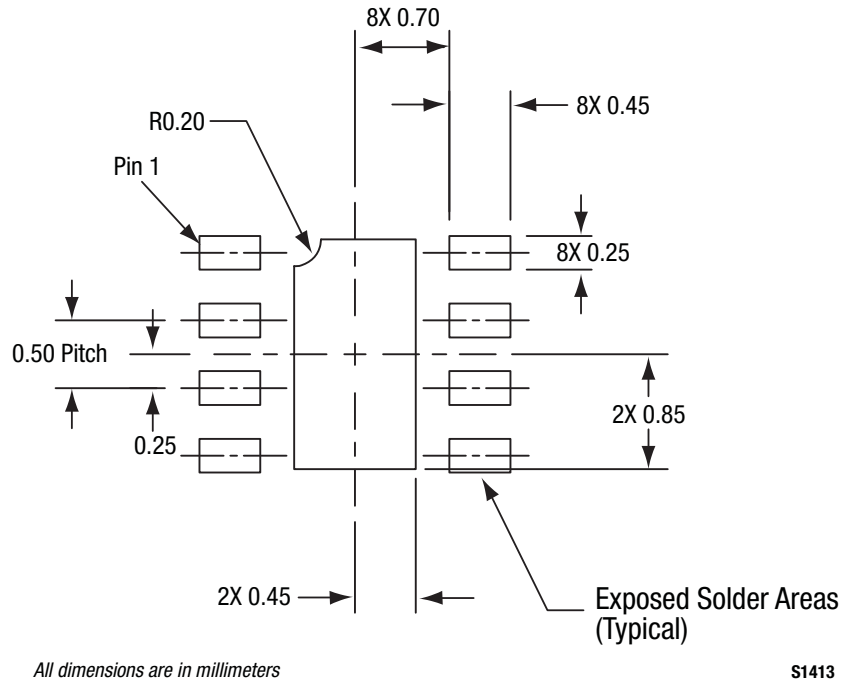 8X 0.70
8X 0.45
R0.20
Pin 1
8X 0.25
0.50 Pitch
2X 0.85
0.25
2X 0.45
Exposed Solder Areas
(Typical)
All dimensions are in millimeters
S1413